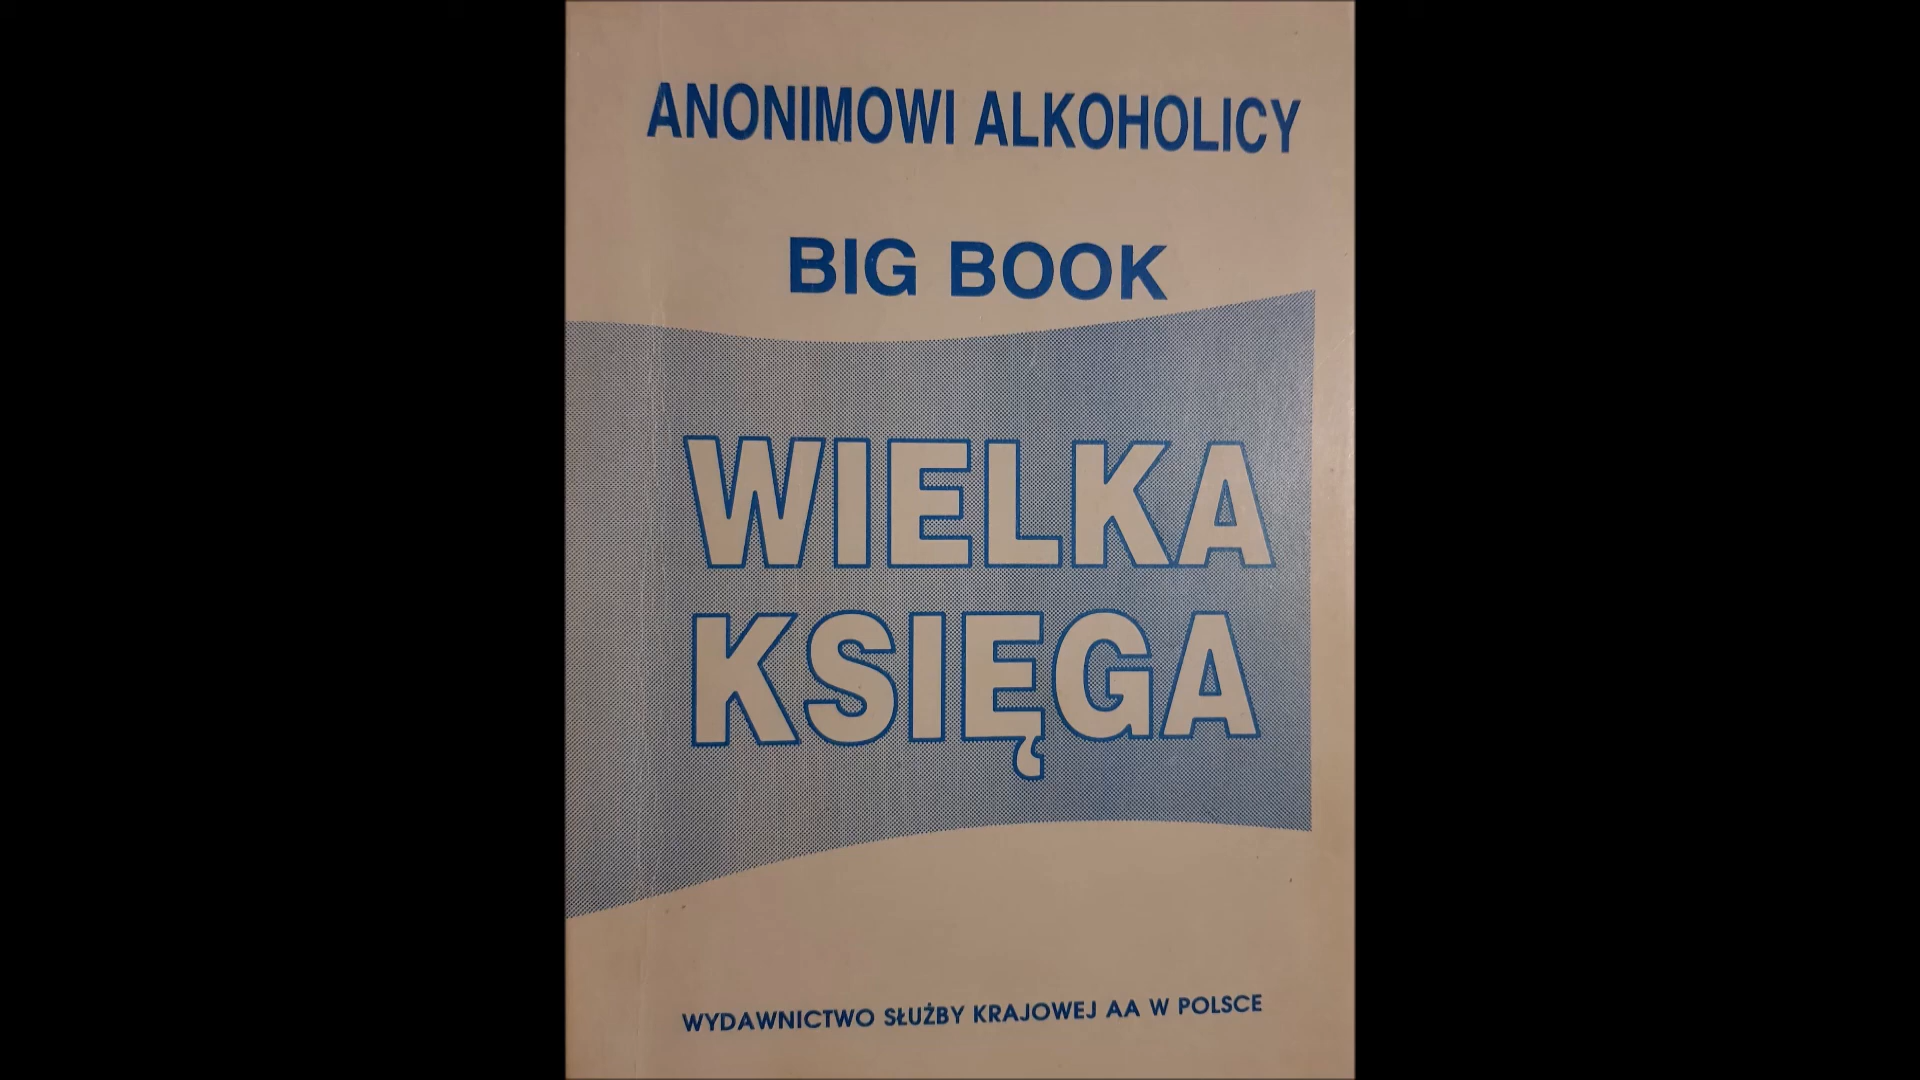 ANONIMOWI ALKOHOLICY
BIG BOOK
WIELKA
KSIĘGA
WYDAWNICTWO SŁUŻBY KRAJOWEJ AA W POLSCE